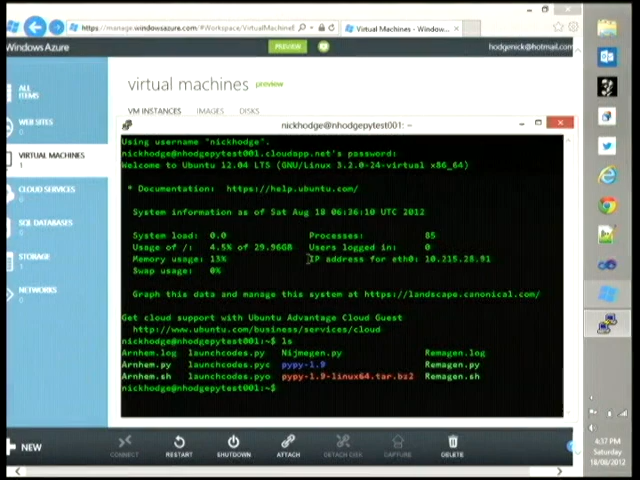 https://manage.windowsazure.com/#Workspace/VirtualMachineE
Virtual Machines - Window...
Windows Azure
PREVIEW
hodgenick@hotmail.com
ALL ITEMS
virtual machines preview
WEB SITES
0
VM INSTANCES IMAGES DISKS
VIRTUAL MACHINES
1
CLOUD SERVICES
0
SQL DATABASES
0
STORAGE
1
NETWORKS
0
nickhodge@nhodgepytest001: ~
Using username "nickhodge".
nickhodge@nhodgepytest001.cloudapp.net's password:
Welcome to Ubuntu 12.04 LTS (GNU/Linux 3.2.0-24-virtual x86_64)
* Documentation: https://help.ubuntu.com/
System information as of Sat Aug 18 06:36:10 UTC 2012
System load: 0.0 Processes: 85
Usage of /: 4.5% of 29.96GB Users logged in: 0
Memory usage: 13% IP address for eth0: 10.215.28.91
Swap usage: 0%
Graph this data and manage this system at https://landscape.canonical.com/
Get cloud support with Ubuntu Advantage Cloud Guest
http://www.ubuntu.com/business/services/cloud
nickhodge@nhodgepytest001:~$ ls
Arnhem.log launchcodes.py Nijmegen.py Remagen.log
Arnhem.py launchcodes.pyc pypy-1.9 Remagen.py
Arnhem.sh launchcodes.pyo pypy-1.9-linux64.tar.bz2 Remagen.sh
nickhodge@nhodgepytest001:~$
NEW
CONNECT
RESTART
SHUTDOWN
ATTACH
DETACH DISK
CAPTURE
DELETE
4:37 PM
Saturday
18/08/2012